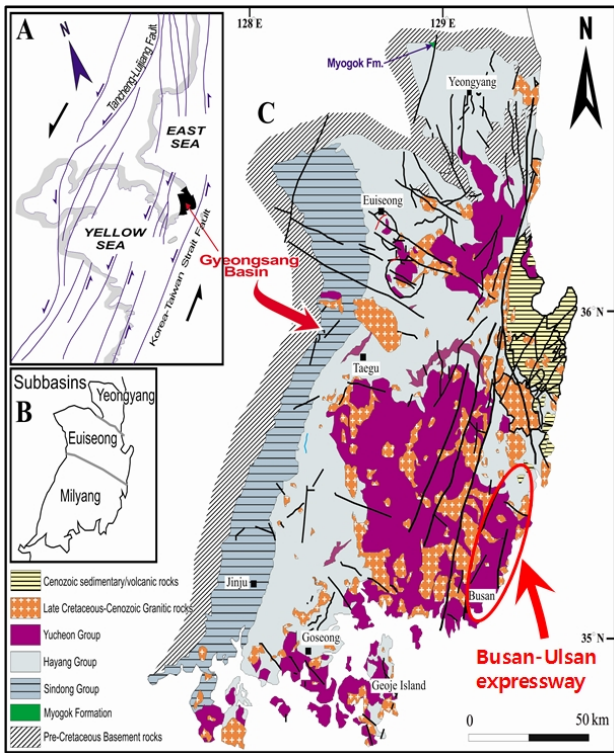 128 E
129 E
A
N
Tancheng-Lujiang Fault
EAST
SEA
YELLOW
SEA
Gyeongsang
Basin
Korea-Taiwan Strait Fault
B
Subbasins
Yeongyang
Euiseong
Milyang
C
N
Myogok Fm.
Yeongyang
Euiseong
36 N
Taegu
Jinju
Busan
Goseong
35 N
Geoje Island
Busan-Ulsan
expressway
Cenozoic sedimentary/volcanic rocks
Late Cretaceous-Cenozoic Granitic rocks
Yucheon Group
Hayang Group
Sindong Group
Myogok Formation
Pre-Cretaceous Basement rocks
0 50 km